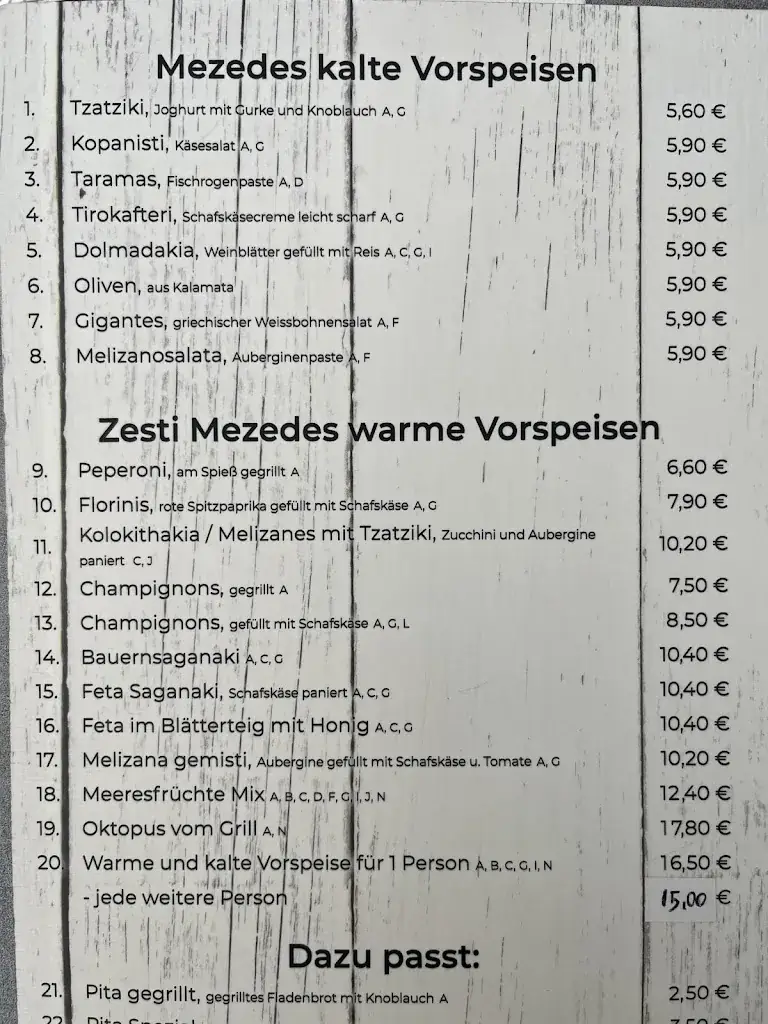 Mezedes kalte Vorspeisen
1. Tzatziki, Joghurt mit Gurke und Knoblauch A, G 5,60 €
2. Kopanisti, Käsesalat A, G 5,90 €
3. Taramas, Fischrogenpaste A, D 5,90 €
4. Tirokafteri, Schafskäsecreme leicht scharf A, G 5,90 €
5. Dolmadakia, Weinblätter gefüllt mit Reis A, C, G, I 5,90 €
6. Oliven, aus Kalamata 5,90 €
7. Gigantes, griechischer Weissbohnensalat A, F 5,90 €
8. Melizanosalata, Auberginenpaste A, F 5,90 €
Zesti Mezedes warme Vorspeisen
9. Peperoni, am Spieß gegrillt A 6,60 €
10. Florinis, rote Spitzpaprika gefüllt mit Schafskäse A, G 7,90 €
11. Kolokithakia / Melizanes mit Tzatziki, Zucchini und Aubergine 10,20 €
paniert C, J
12. Champignons, gegrillt A 7,50 €
13. Champignons, gefüllt mit Schafskäse A, G, L 8,50 €
14. Bauernsaganaki A, C, G 10,40 €
15. Feta Saganaki, Schafskäse paniert A, C, G 10,40 €
16. Feta im Blätterteig mit Honig A, C, G 10,40 €
17. Melizana gemisti, Aubergine gefüllt mit Schafskäse u. Tomate A, G 10,20 €
18. Meeresfrüchte Mix A, B, C, D, F, G, I, J, N 12,40 €
19. Oktopus vom Grill A, N 17,80 €
20. Warme und kalte Vorspeise für 1 Person A, B, C, G, I, N 16,50 €
- jede weitere Person 15,00 €
Dazu passt:
21. Pita gegrillt, gegrilltes Fladenbrot mit Knoblauch A 2,50 €